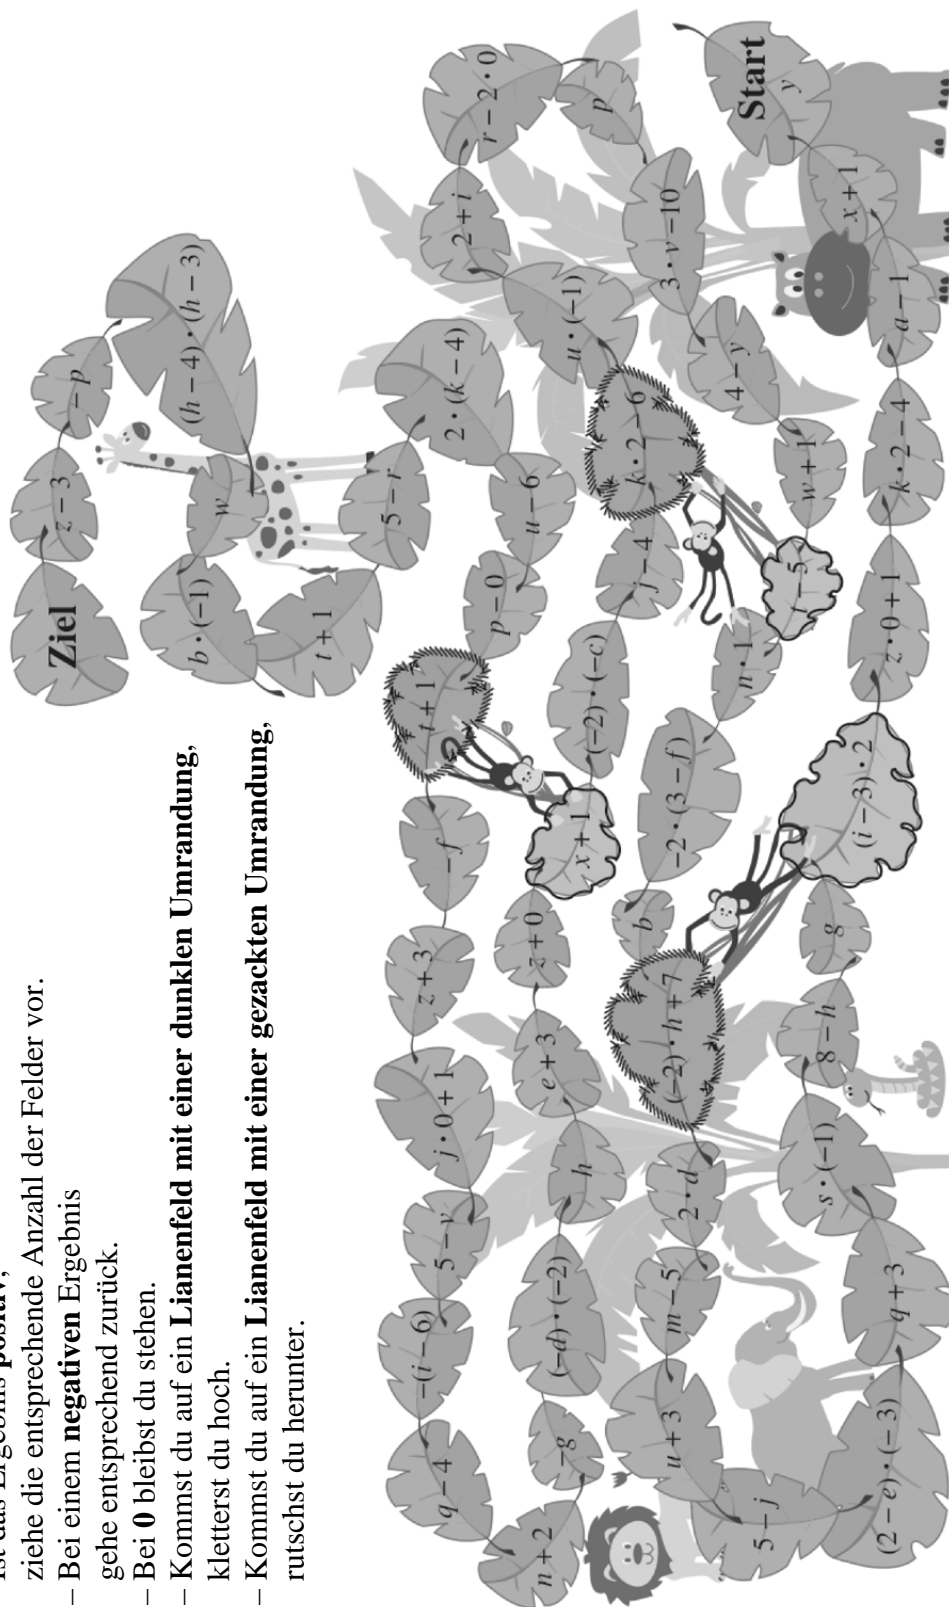 Ist das Ergebnis positiv,
ziehe die entsprechende Anzahl der Felder vor.
– Bei einem negativen Ergebnis
gehe entsprechend zurück.
– Bei 0 bleibst du stehen.
– Kommst du auf ein Lianenfeld mit einer dunklen Umrandung,
kletterst du hoch.
– Kommst du auf ein Lianenfeld mit einer gezackten Umrandung,
rutschst du herunter.
Start
y
x + 1
a − 1
k · 2 − 4
z · 0 + 1
(i − 3) · 2
g
8 − h
s · (−1)
q + 3
(2 − e) · (−3)
5 − j
u + 3
m − 5
2 · d
(−2) · h + 7
b
−2 · (3 − f)
n · 1
t − 5
w + 1
4 − y
3 · v − 10
p
r − 2 · 0
2 + i
u · (−1)
k · 2 − 6
j − 4
(−2) · (−c)
x + 1
z + 0
e + 3
h
(−d) · (−2)
−g
n + 2
q − 4
−(i − 6)
5 − v
j · 0 + 1
z + 3
−f
t + 1
p − 0
u − 6
2 · (k − 4)
5 − r
t + 1
b · (−1)
w
(h − 4) · (h − 3)
−p
z − 3
Ziel